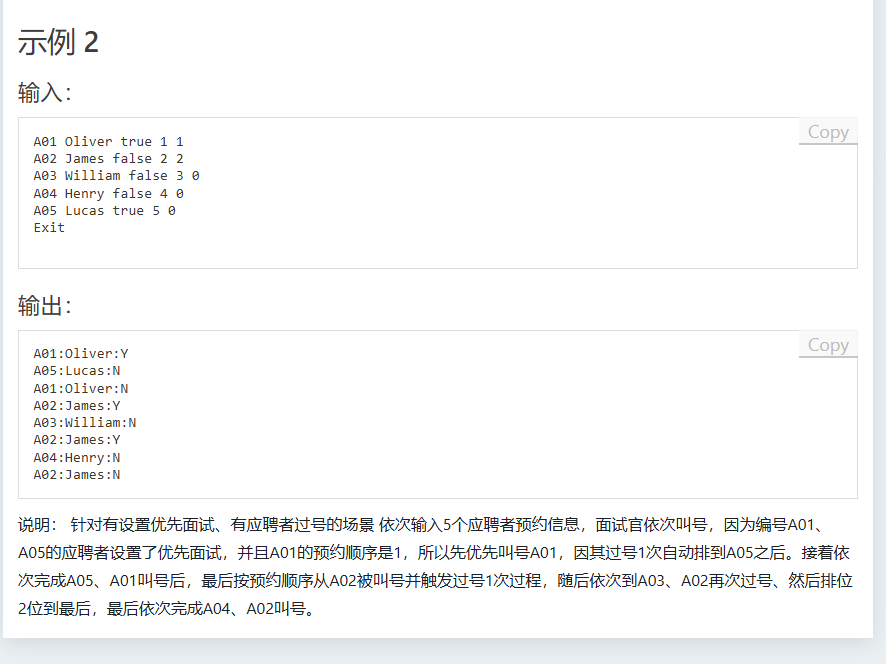 示例 2
输入：
Copy
A01 Oliver true 1 1
A02 James false 2 2
A03 William false 3 0
A04 Henry false 4 0
A05 Lucas true 5 0
Exit
输出：
Copy
A01:Oliver:Y
A05:Lucas:N
A01:Oliver:N
A02:James:Y
A03:William:N
A02:James:Y
A04:Henry:N
A02:James:N
说明： 针对有设置优先面试、有应聘者过号的场景 依次输入5个应聘者预约信息，面试官依次叫号，因为编号A01、
A05的应聘者设置了优先面试，并且A01的预约顺序是1，所以先优先叫号A01，因其过号1次自动排到A05之后。接着依
次完成A05、A01叫号后，最后按预约顺序从A02被叫号并触发过号1次过程，随后依次到A03、A02再次过号、然后排位
2位到最后，最后依次完成A04、A02叫号。